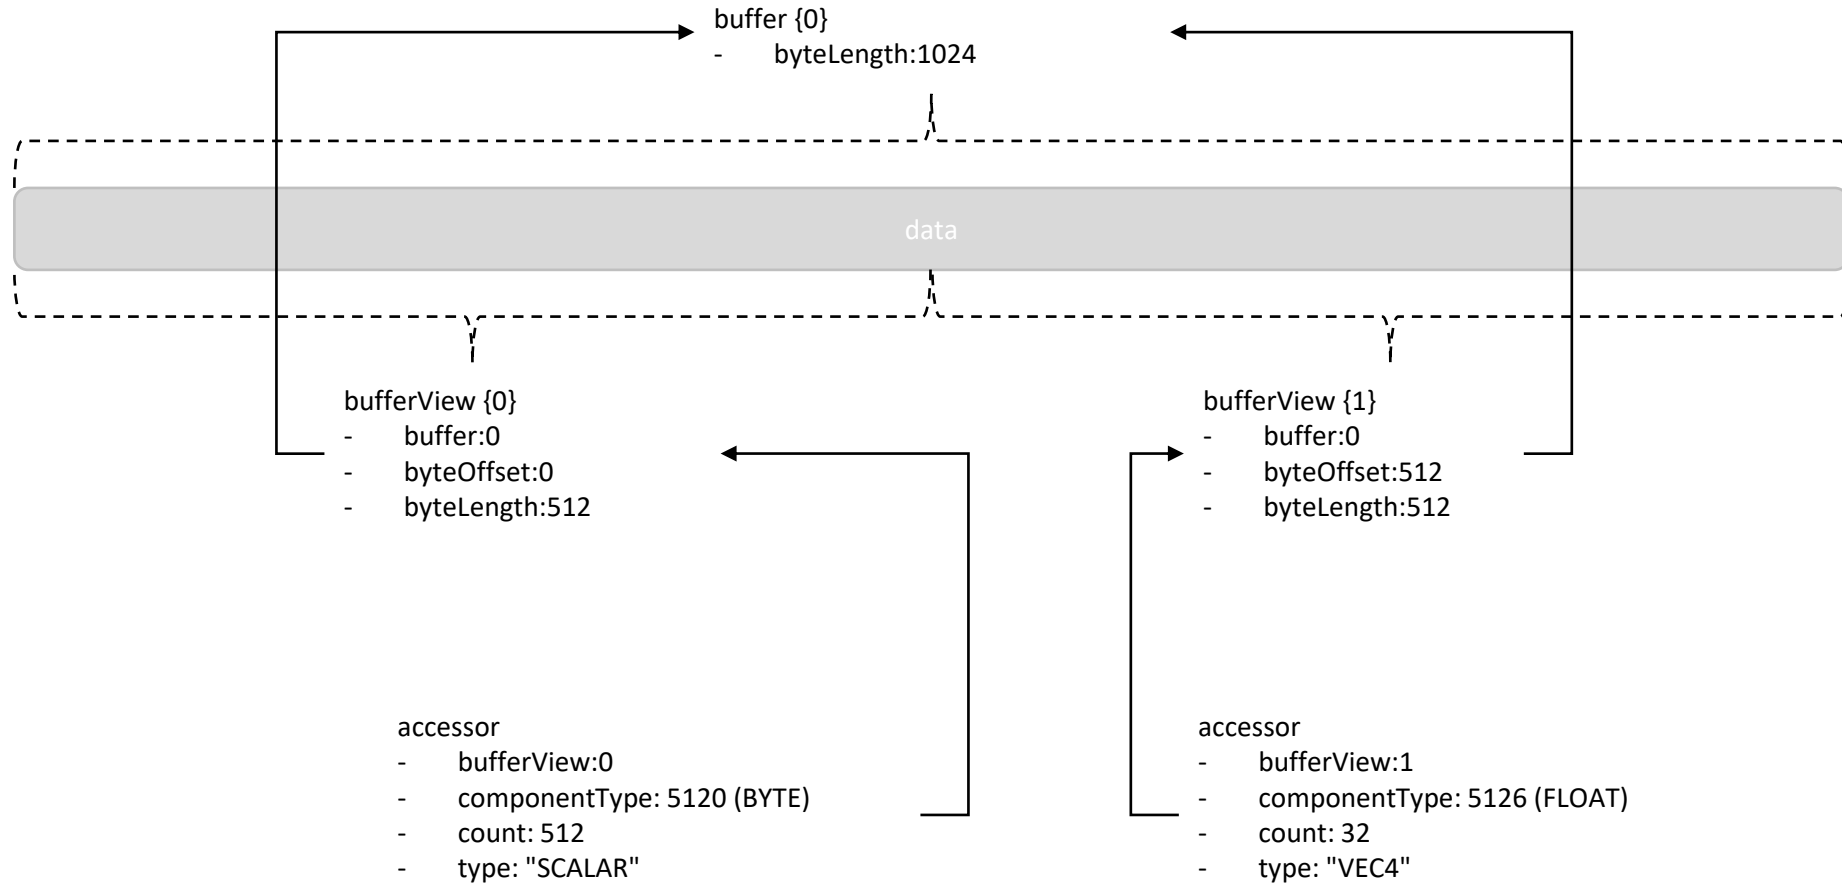 buffer {0}
- byteLength:1024
data
bufferView {0}
- buffer:0
- byteOffset:0
- byteLength:512
bufferView {1}
- buffer:0
- byteOffset:512
- byteLength:512
accessor
- bufferView:0
- componentType: 5120 (BYTE)
- count: 512
- type: "SCALAR"
accessor
- bufferView:1
- componentType: 5126 (FLOAT)
- count: 32
- type: "VEC4"